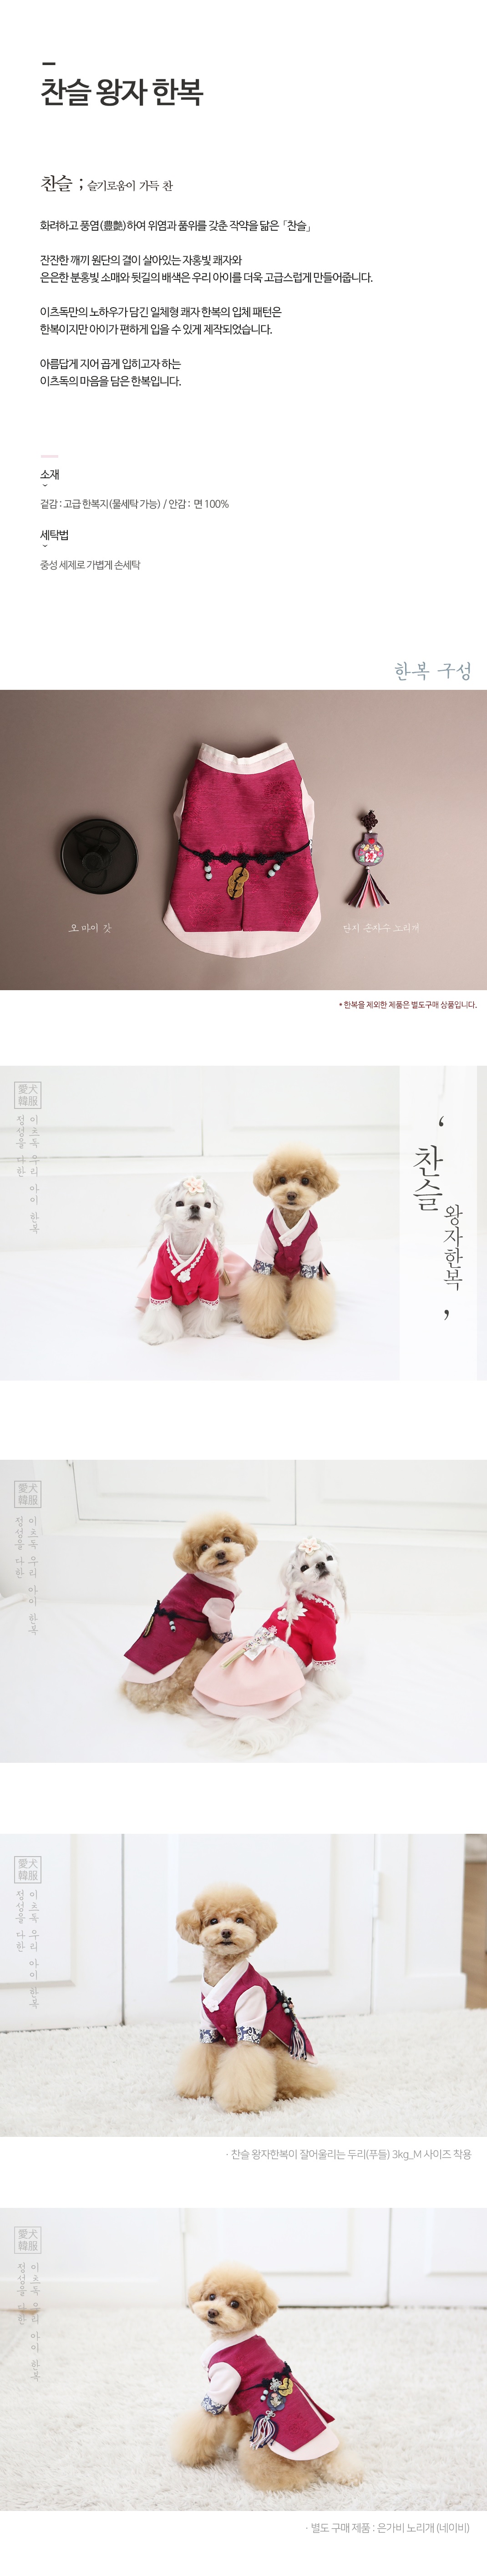 찬슬 왕자 한복
찬슬 ; 슬기로움이 가득 찬
화려하고 풍염(豊艶)하여 위엄과 품위를 갖춘 작약을 닮은 「찬슬」
잔잔한 깨끼 원단의 결이 살아있는 자홍빛 쾌자와
은은한 분홍빛 소매와 뒷길의 배색은 우리 아이를 더욱 고급스럽게 만들어줍니다.
이츠독만의 노하우가 담긴 일체형 쾌자 한복의 입체 패턴은
한복이지만 아이가 편하게 입을 수 있게 제작되었습니다.
아름답게 지어 곱게 입히고자 하는
이츠독의 마음을 담은 한복입니다.
소재
겉감 : 고급 한복지(물세탁 가능) / 안감 : 면 100%
세탁법
중성 세제로 가볍게 손세탁
한복 구성
오 마이 갓
단지 손자수 노리개
* 한복을 제외한 제품은 별도구매 상품입니다.
愛犬
韓服
이츠독 우리 아이 한복
정성을 다한
‘ 찬슬
왕자한복 ’
愛犬
韓服
이츠독 우리 아이 한복
정성을 다한
愛犬
韓服
이츠독 우리 아이 한복
정성을 다한
· 찬슬 왕자한복이 잘어울리는 두리(푸들) 3kg_M 사이즈 착용
愛犬
韓服
이츠독 우리 아이 한복
정성을 다한
· 별도 구매 제품 : 은가비 노리개 (네이비)